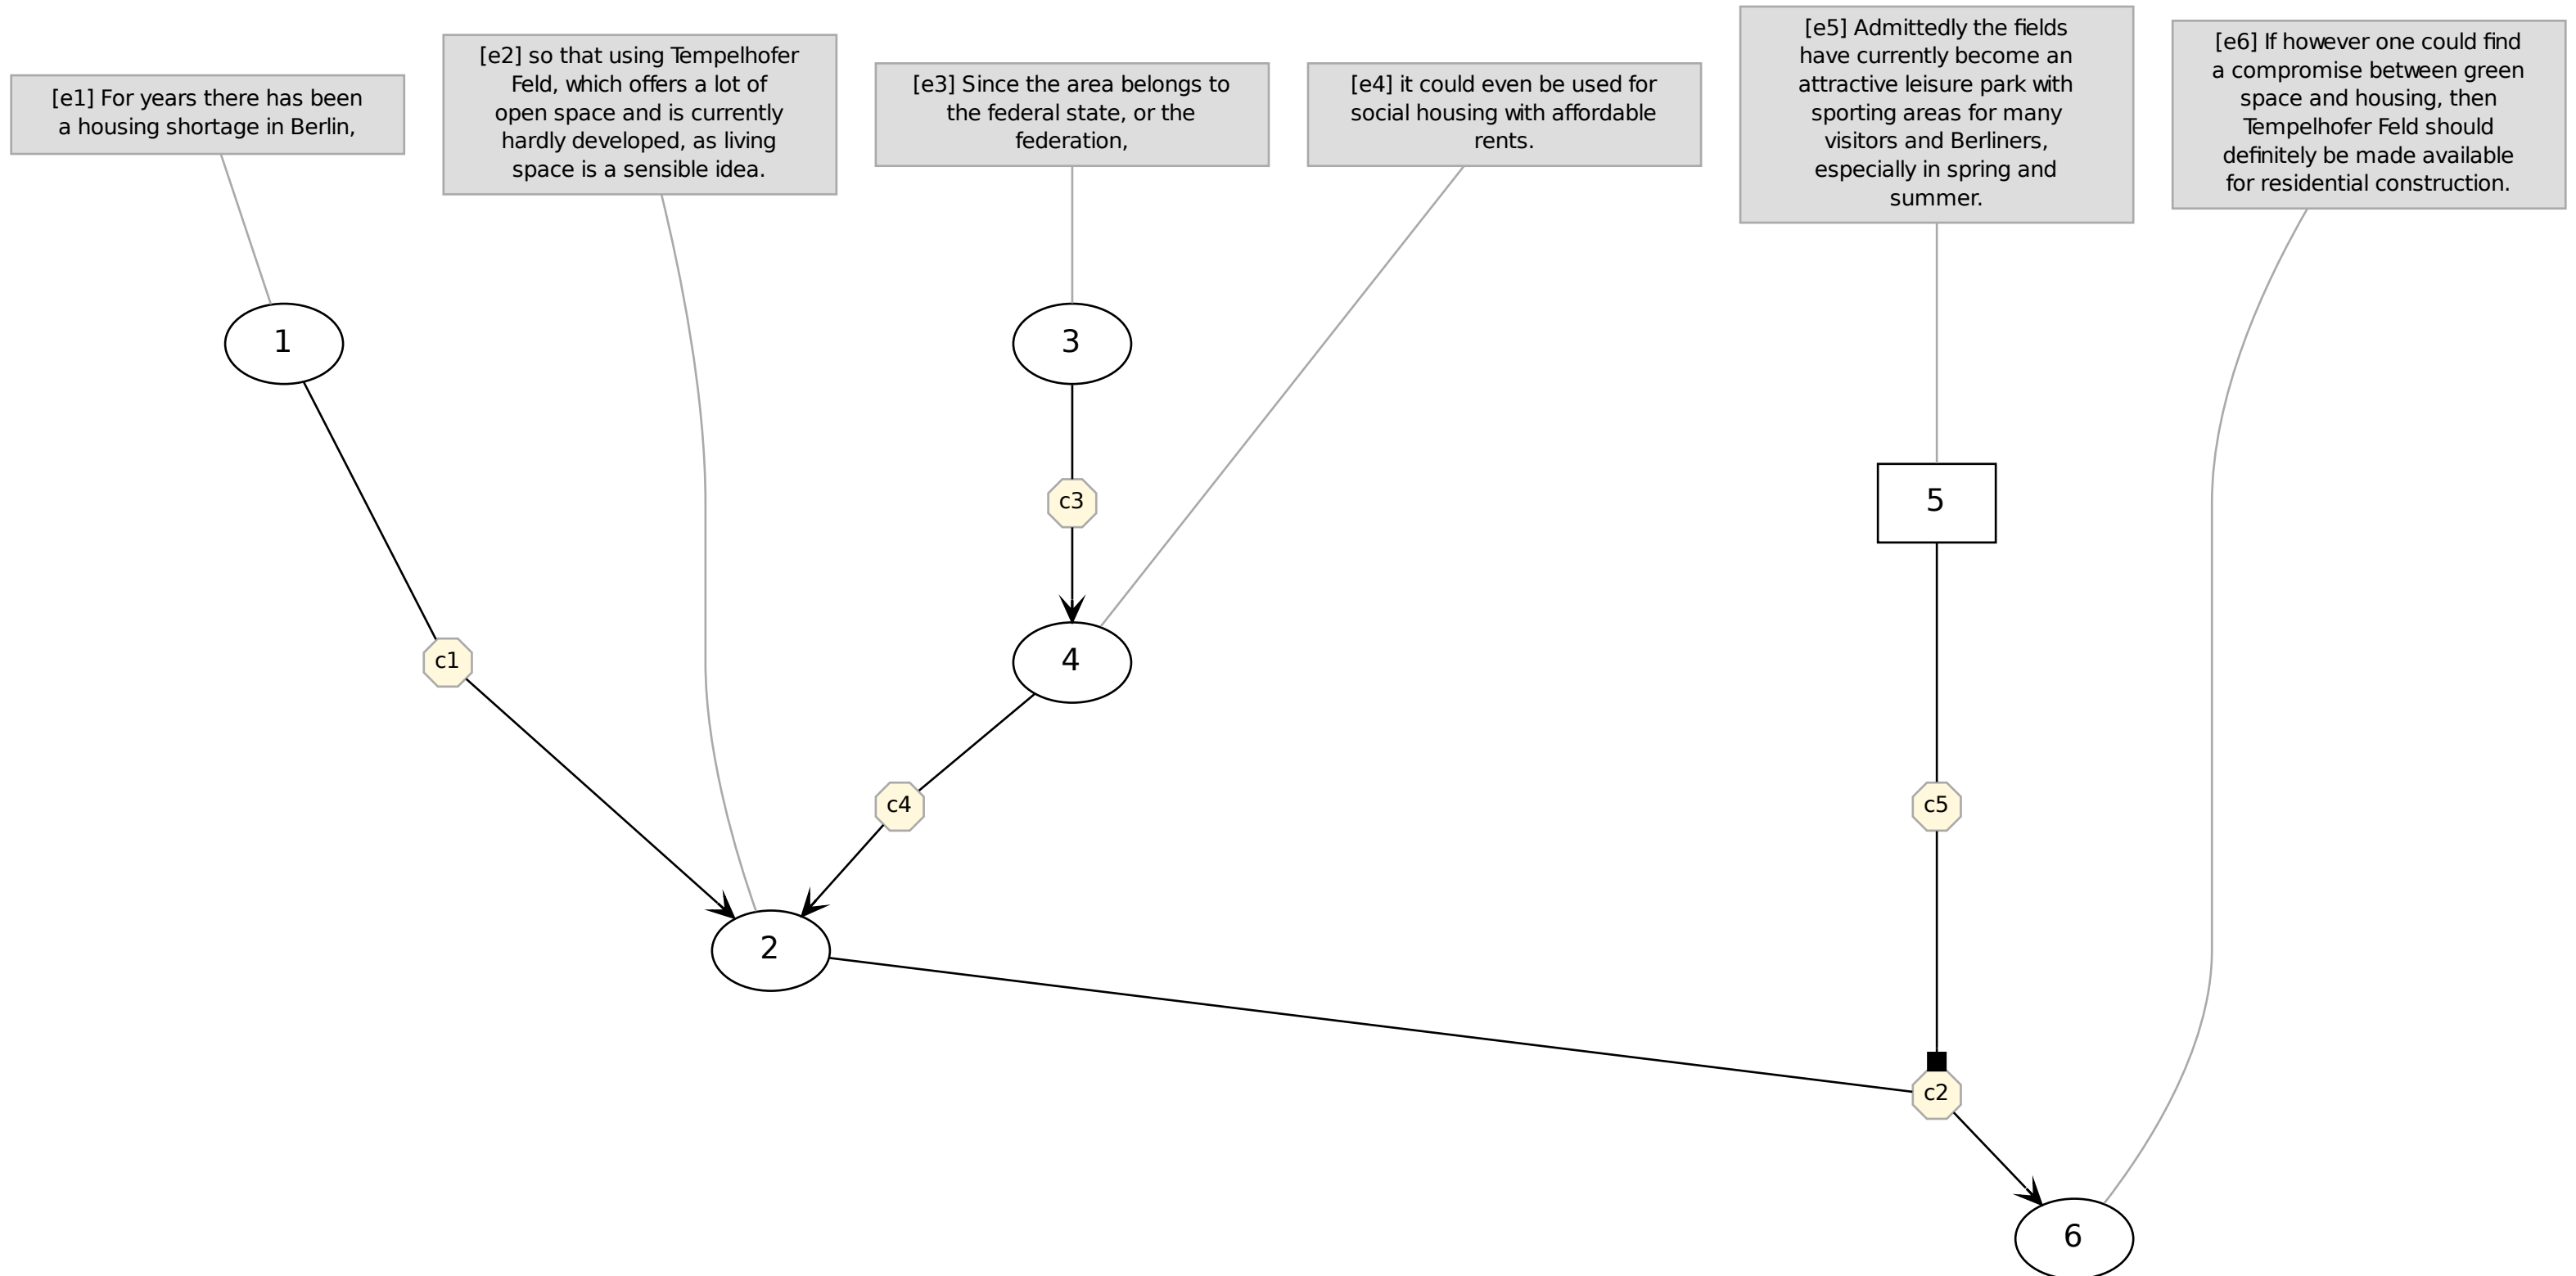 [e1] For years there has been
a housing shortage in Berlin,
[e2] so that using Tempelhofer
Feld, which offers a lot of
open space and is currently
hardly developed, as living
space is a sensible idea.
[e3] Since the area belongs to
the federal state, or the
federation,
[e4] it could even be used for
social housing with affordable
rents.
[e5] Admittedly the fields
have currently become an
attractive leisure park with
sporting areas for many
visitors and Berliners,
especially in spring and
summer.
[e6] If however one could find
a compromise between green
space and housing, then
Tempelhofer Feld should
definitely be made available
for residential construction.
1
3
c3
5
c1
4
c4
c5
2
c2
6